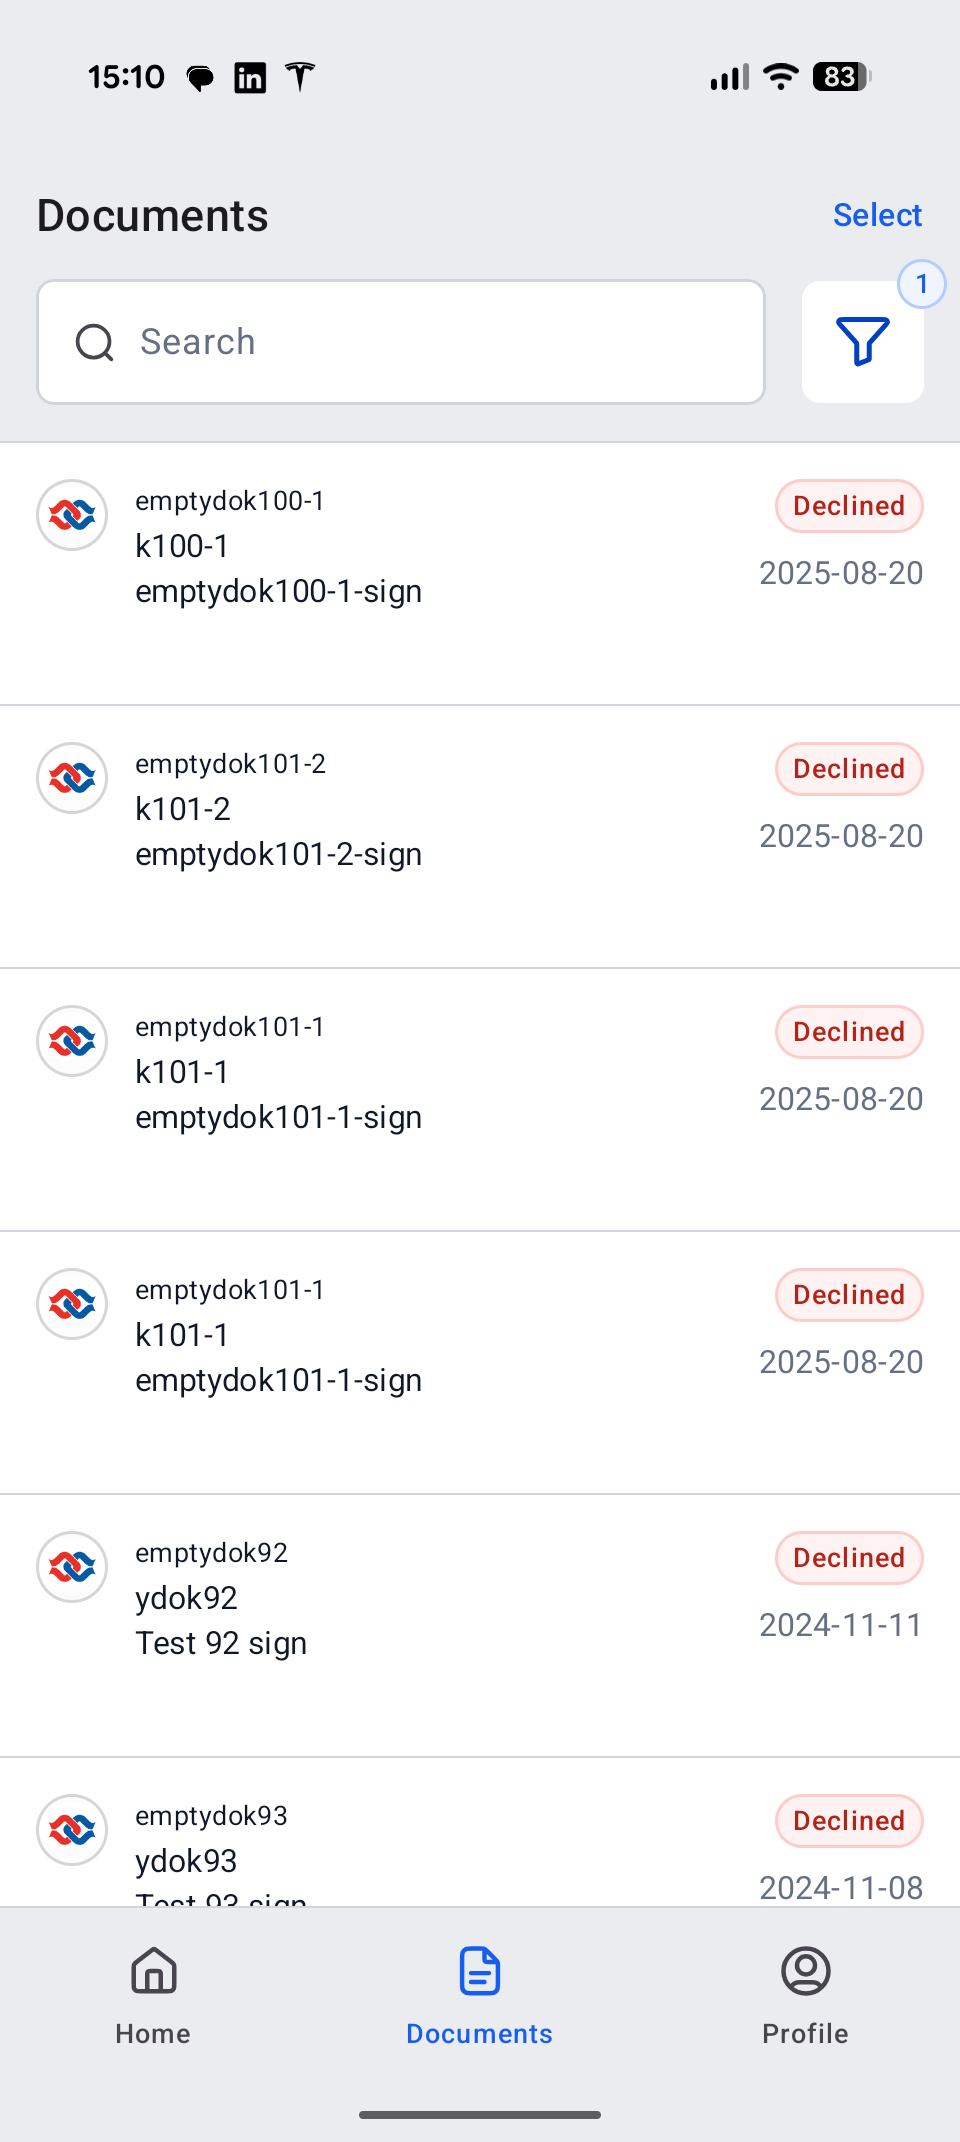 15:10
83
Documents
Select
Search
1
emptydok100-1
Declined
k100-1
2025-08-20
emptydok100-1-sign
emptydok101-2
Declined
k101-2
2025-08-20
emptydok101-2-sign
emptydok101-1
Declined
k101-1
2025-08-20
emptydok101-1-sign
emptydok101-1
Declined
k101-1
2025-08-20
emptydok101-1-sign
emptydok92
Declined
ydok92
2024-11-11
Test 92 sign
emptydok93
Declined
ydok93
2024-11-08
Test 93 sign
Home
Documents
Profile